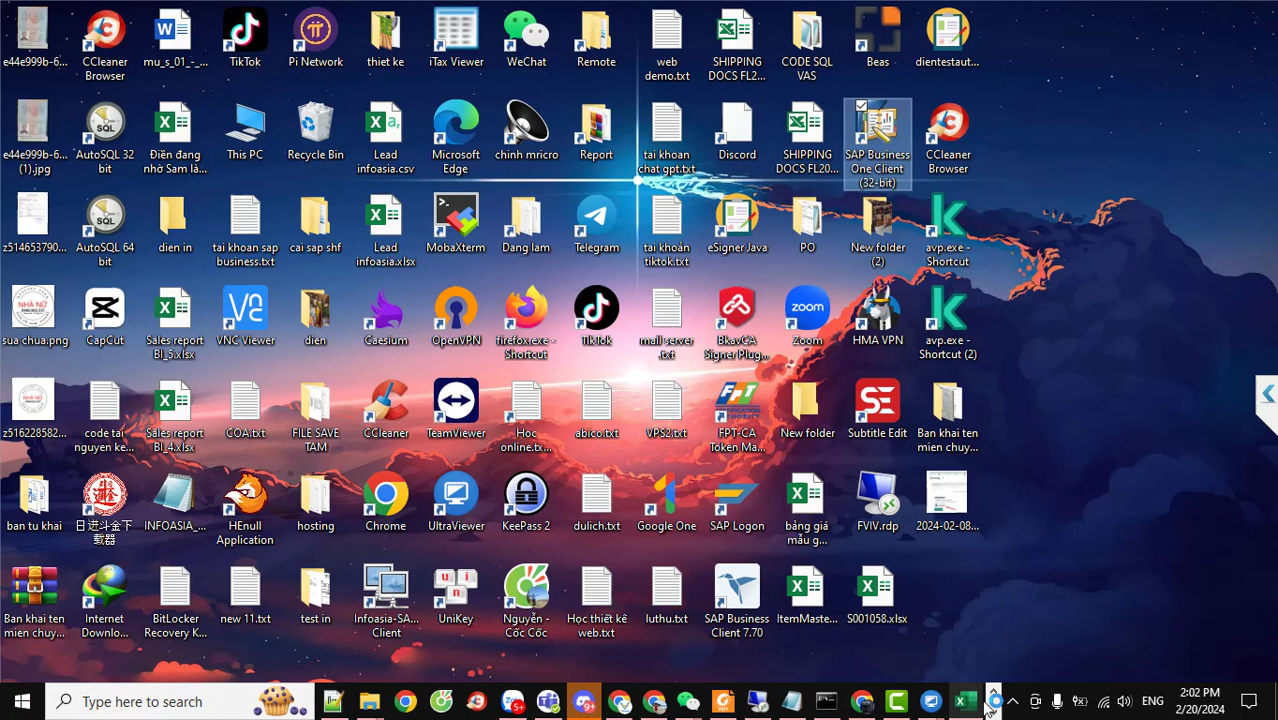 e44e999b-6...
CCleaner
Browser
mu_s_01_-_...
Tik tok
Pi Network
thiet ke
iTax Viewer
WeChat
Remote
web
demo.txt
SHIPPING
DOCS FL2...
CODE SQL
VAS
Beas
dientestaut...
e44e999b-6...
(1).jpg
AutoSQL 32
bit
Điền đang
nhờ Sam là...
This PC
Recycle Bin
Lead
infoasia.csv
Microsoft
Edge
chinh mricro
Report
tai khoan
chat gpt.txt
Discord
SHIPPING
DOCS FL20...
SAP Business
One Client
(32-bit)
CCleaner
Browser
z514653790...
AutoSQL 64
bit
dien in
tai khoan sap
business.txt
cai sap shf
Lead
infoasia.xlsx
MobaXterm
Dang lam
Telegram
tai khoản
tiktok.txt
eSigner Java
PO
New folder
(2)
avp.exe -
Shortcut
sua chua.png
CapCut
Sales report
BI_5.xlsx
VNC Viewer
dien
Caesium
OpenVPN
firefox.exe -
Shortcut
TikTok
mail server
.txt
BkavCA
Signer Plug...
Zoom
HMA VPN
avp.exe -
Shortcut (2)
z516228382...
code tai
nguyen ke...
Sales report
BI_4.xlsx
COA.txt
FILE SAVE
TAM
CCleaner
TeamViewer
Hoc
online.tx...
abico.txt
VPS2.txt
FPT-CA
Token Ma...
New folder
Subtitle Edit
Ban khai ten
mien chuy...
ban tu khai
日进斗金下
载器
INFOASIA_...
HEnull
Application
hosting
Chrome
UltraViewer
KeePass 2
dulich.txt
Google One
SAP Logon
bảng giá
mẫu g...
FVIV.rdp
2024-02-08...
Ban khai ten
mien chuy...
Internet
Downlo...
BitLocker
Recovery K...
new 11.txt
test in
Infoasia-SA...
Client
UniKey
Nguyên -
Cốc Cốc
Học thiết kế
web.txt
luthu.txt
SAP Business
Client 7.70
ItemMaste...
S001058.xlsx
Type here to search
ENG
2:02 PM
2/20/2024